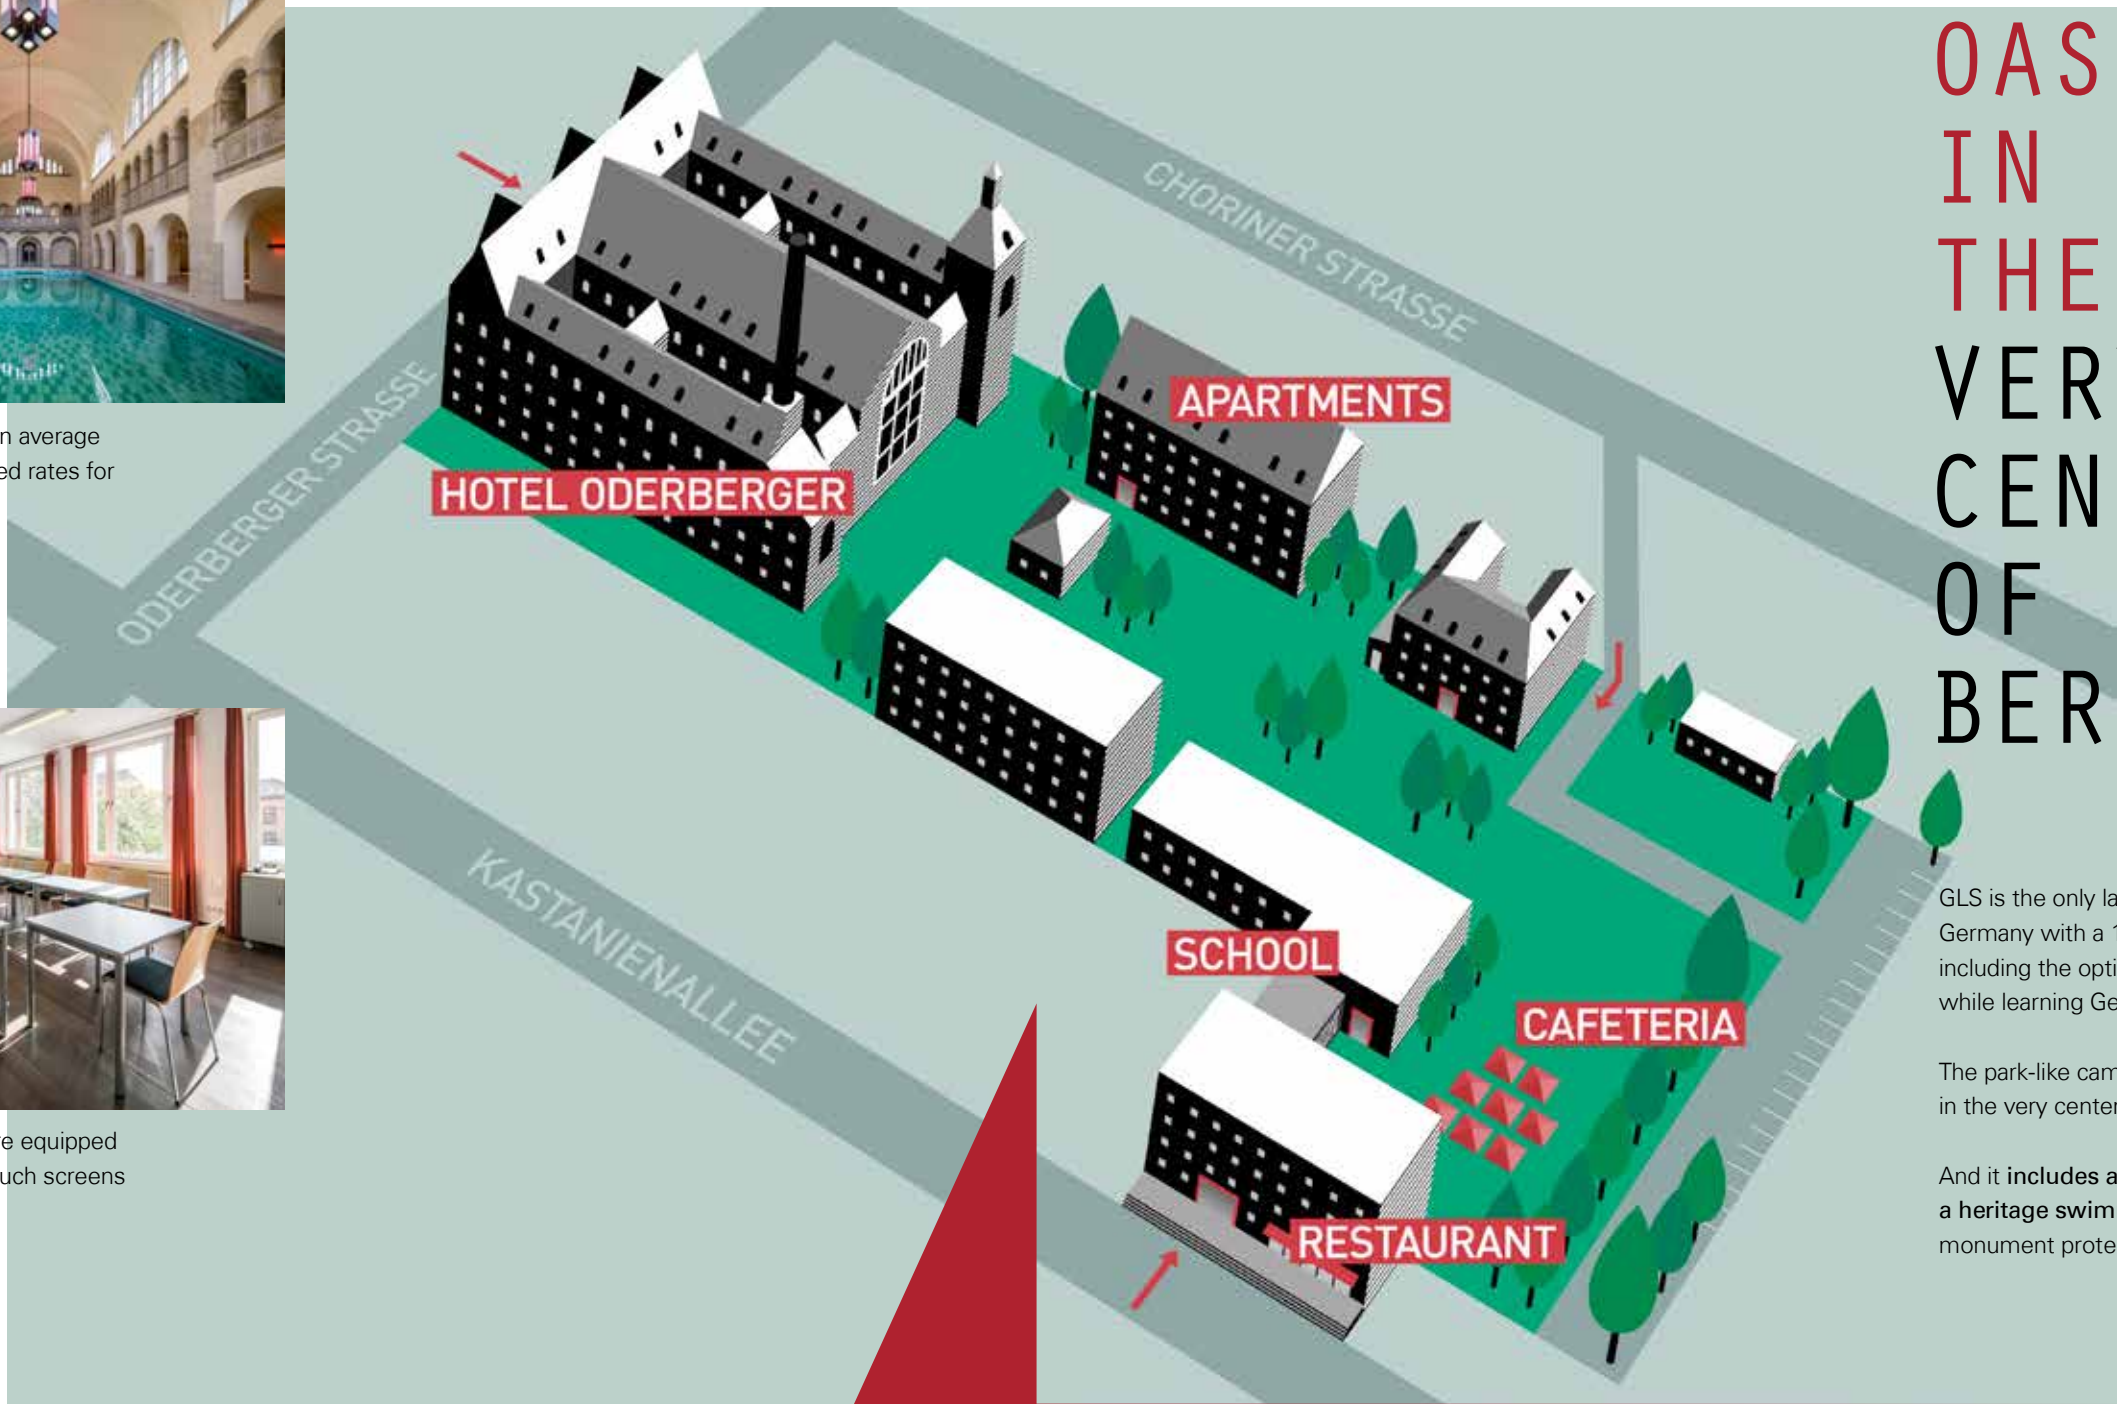 n average
ed rates for
e equipped
uch screens
CHORINER STRASSE
ODERBERGER STRASSE
KASTANIENALLEE
APARTMENTS
HOTEL ODERBERGER
SCHOOL
CAFETERIA
RESTAURANT
OAS
IN
THE
VER
CEN
OF
BER
GLS is the only la
Germany with a 1
including the opti
while learning Ge
The park-like cam
in the very center
And it includes a
a heritage swim
monument prote